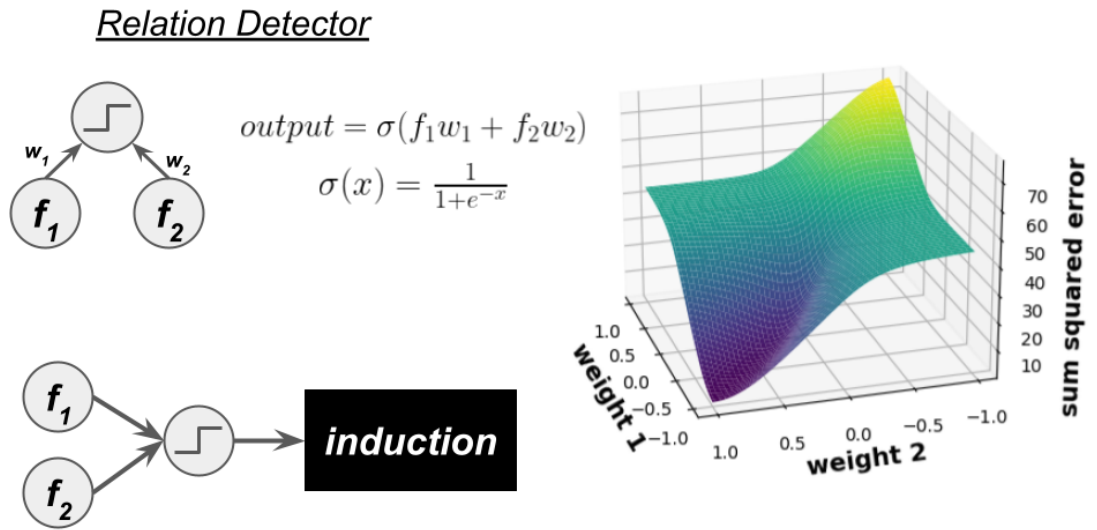 Relation Detector
w1
w2
f1
f2
output = σ(f1w1 + f2w2)
σ(x) = 1/(1+e^−x)
f1
f2
induction
70
60
50
40
30
20
10
sum squared error
1.0
0.5
0.0
−0.5
−1.0
weight 1
1.0
0.5
0.0
−0.5
−1.0
weight 2